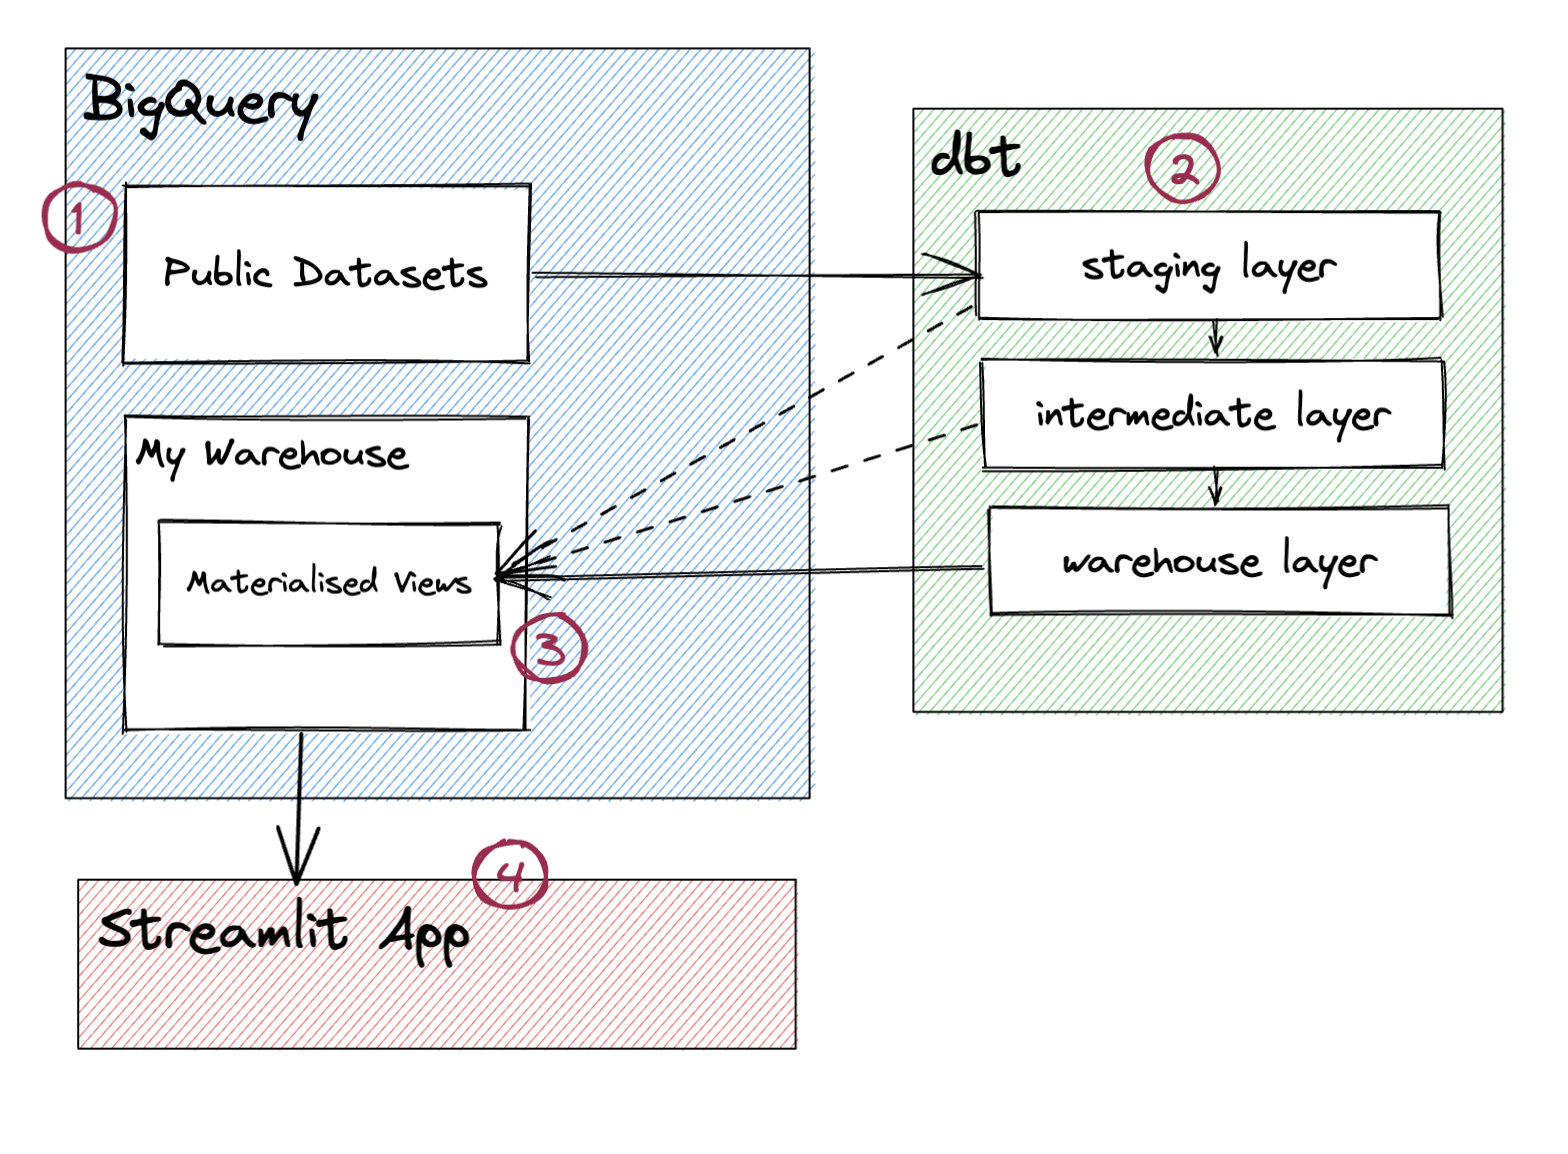 BigQuery
1
Public Datasets
My Warehouse
Materialised Views
3
dbt
2
staging layer
intermediate layer
warehouse layer
4
Streamlit App